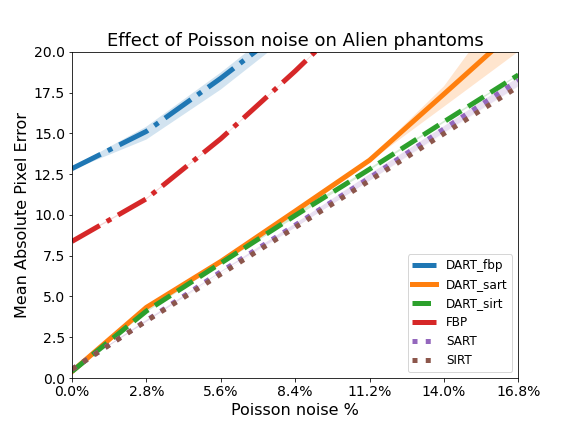 Effect of Poisson noise on Alien phantoms
Mean Absolute Pixel Error
20.0
17.5
15.0
12.5
10.0
7.5
5.0
2.5
0.0
DART_fbp
DART_sart
DART_sirt
FBP
SART
SIRT
0.0% 2.8% 5.6% 8.4% 11.2% 14.0% 16.8%
Poisson noise %